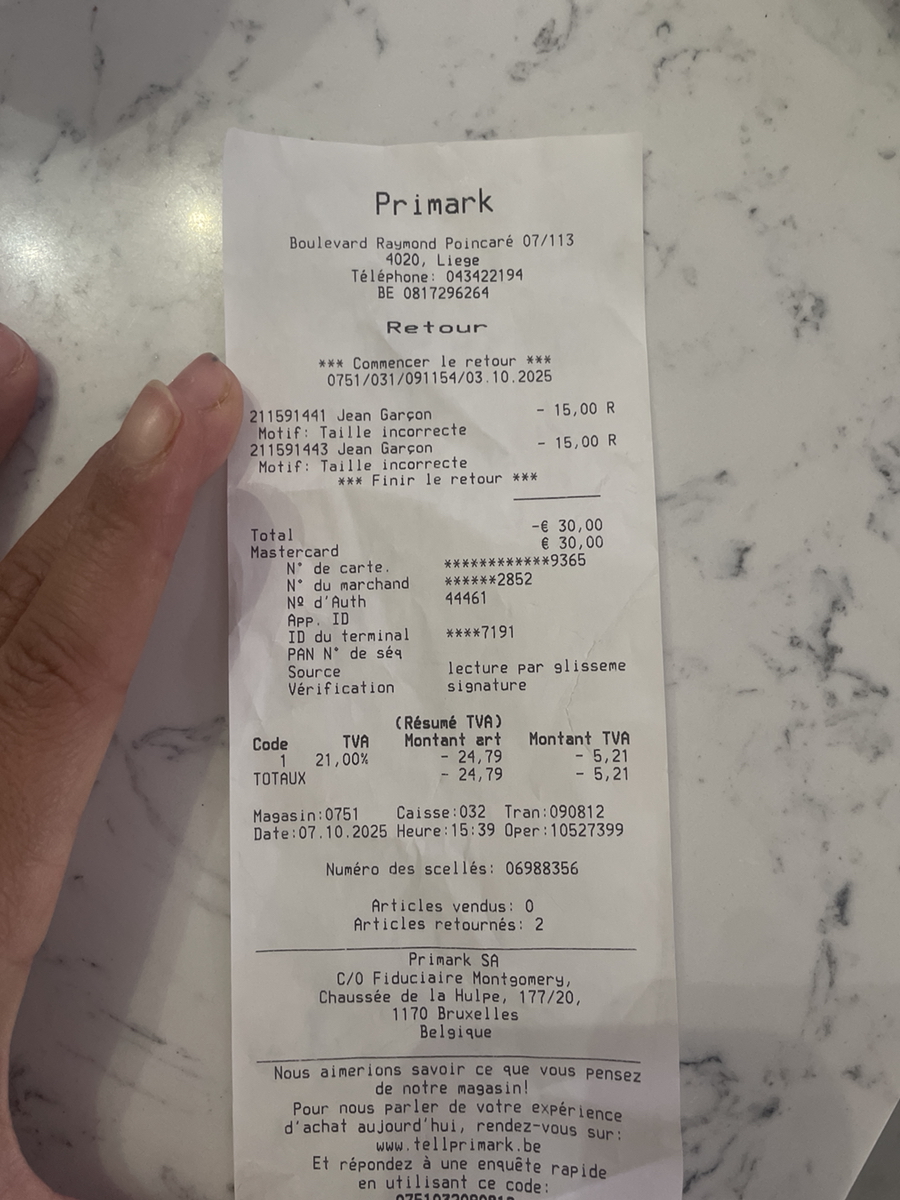 Primark
Boulevard Raymond Poincaré 07/113
4020, Liege
Téléphone: 043422194
BE 0817296264
Retour
*** Commencer le retour ***
0751/031/091154/03.10.2025
211591441 Jean Garçon - 15,00 R
Motif: Taille incorrecte
211591443 Jean Garçon - 15,00 R
Motif: Taille incorrecte
*** Finir le retour ***
Total -€ 30,00
Mastercard € 30,00
N° de carte. ************9365
N° du marchand ******2852
Nº d'Auth 44461
App. ID
ID du terminal ****7191
PAN N° de séq
Source lecture par glisseme
Vérification signature
(Résumé TVA)
Code TVA Montant art Montant TVA
1 21,00% - 24,79 - 5,21
TOTAUX - 24,79 - 5,21
Magasin:0751 Caisse:032 Tran:090812
Date:07.10.2025 Heure:15:39 Oper:10527399
Numéro des scellés: 06988356
Articles vendus: 0
Articles retournés: 2
Primark SA
C/O Fiduciaire Montgomery,
Chaussée de la Hulpe, 177/20,
1170 Bruxelles
Belgique
Nous aimerions savoir ce que vous pensez
de notre magasin!
Pour nous parler de votre expérience
d'achat aujourd'hui, rendez-vous sur:
www.tellprimark.be
Et répondez à une enquête rapide
en utilisant ce code: